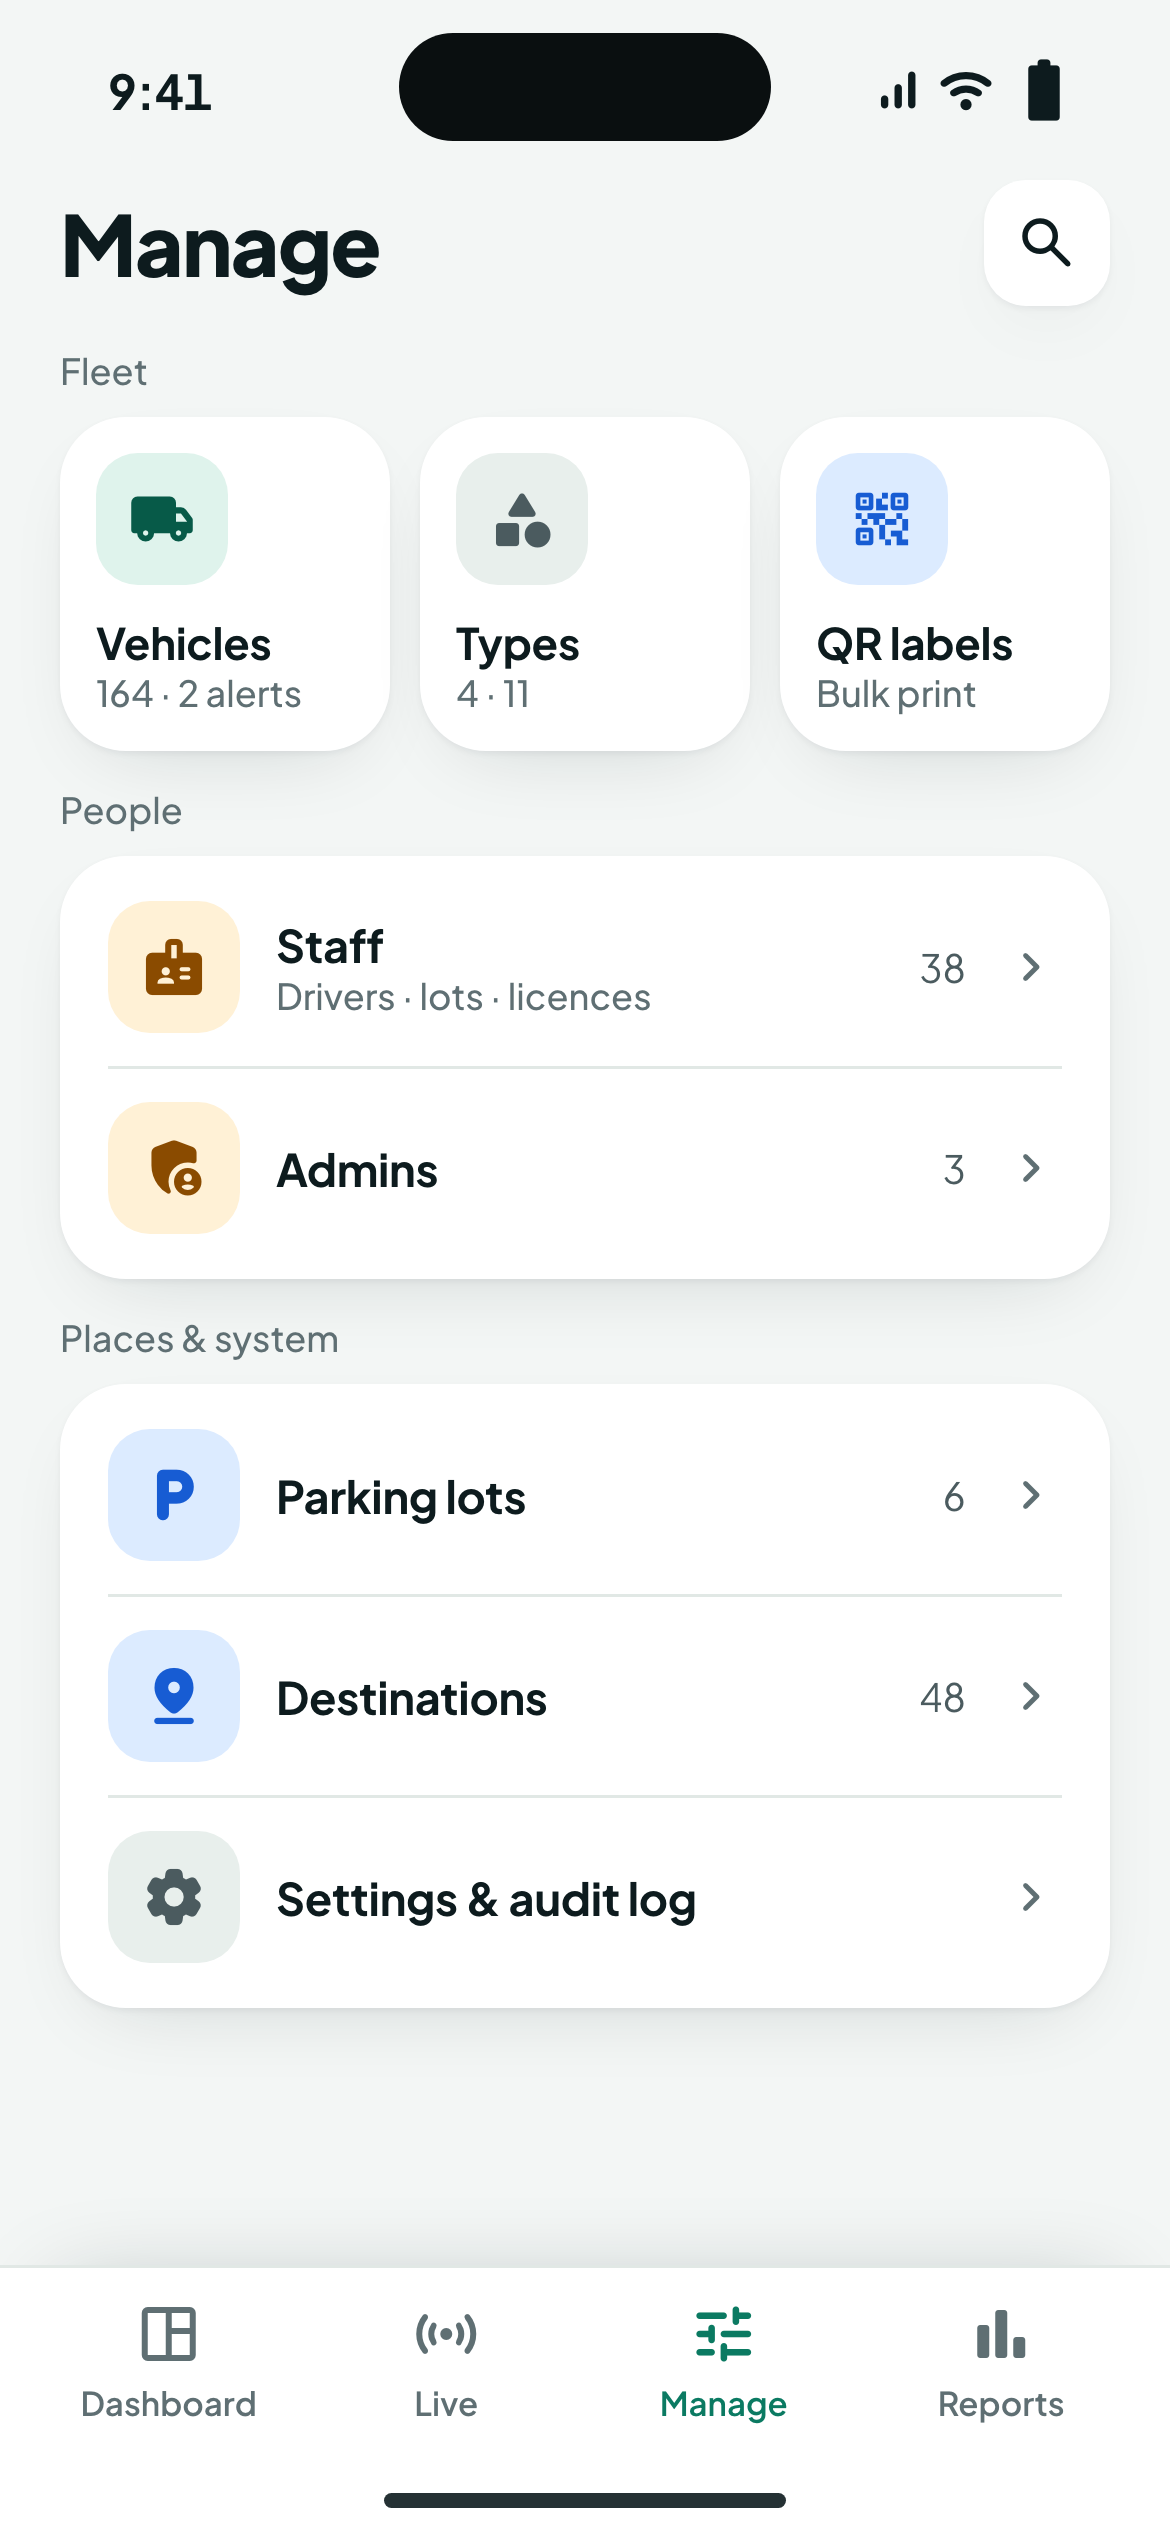 9:41
Manage
Fleet
Vehicles
164 · 2 alerts
Types
4 · 11
QR labels
Bulk print
People
Staff
Drivers · lots · licences
38
Admins
3
Places & system
P
Parking lots
6
Destinations
48
Settings & audit log
Dashboard
Live
Manage
Reports